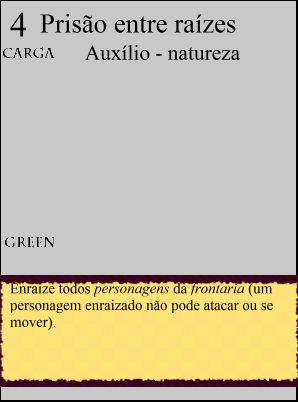 4 Prisão entre raízes
CARGA Auxílio - natureza
GREEN
Enraize todos personagens da frontaria (um
personagem enraizado não pode atacar ou se
mover).